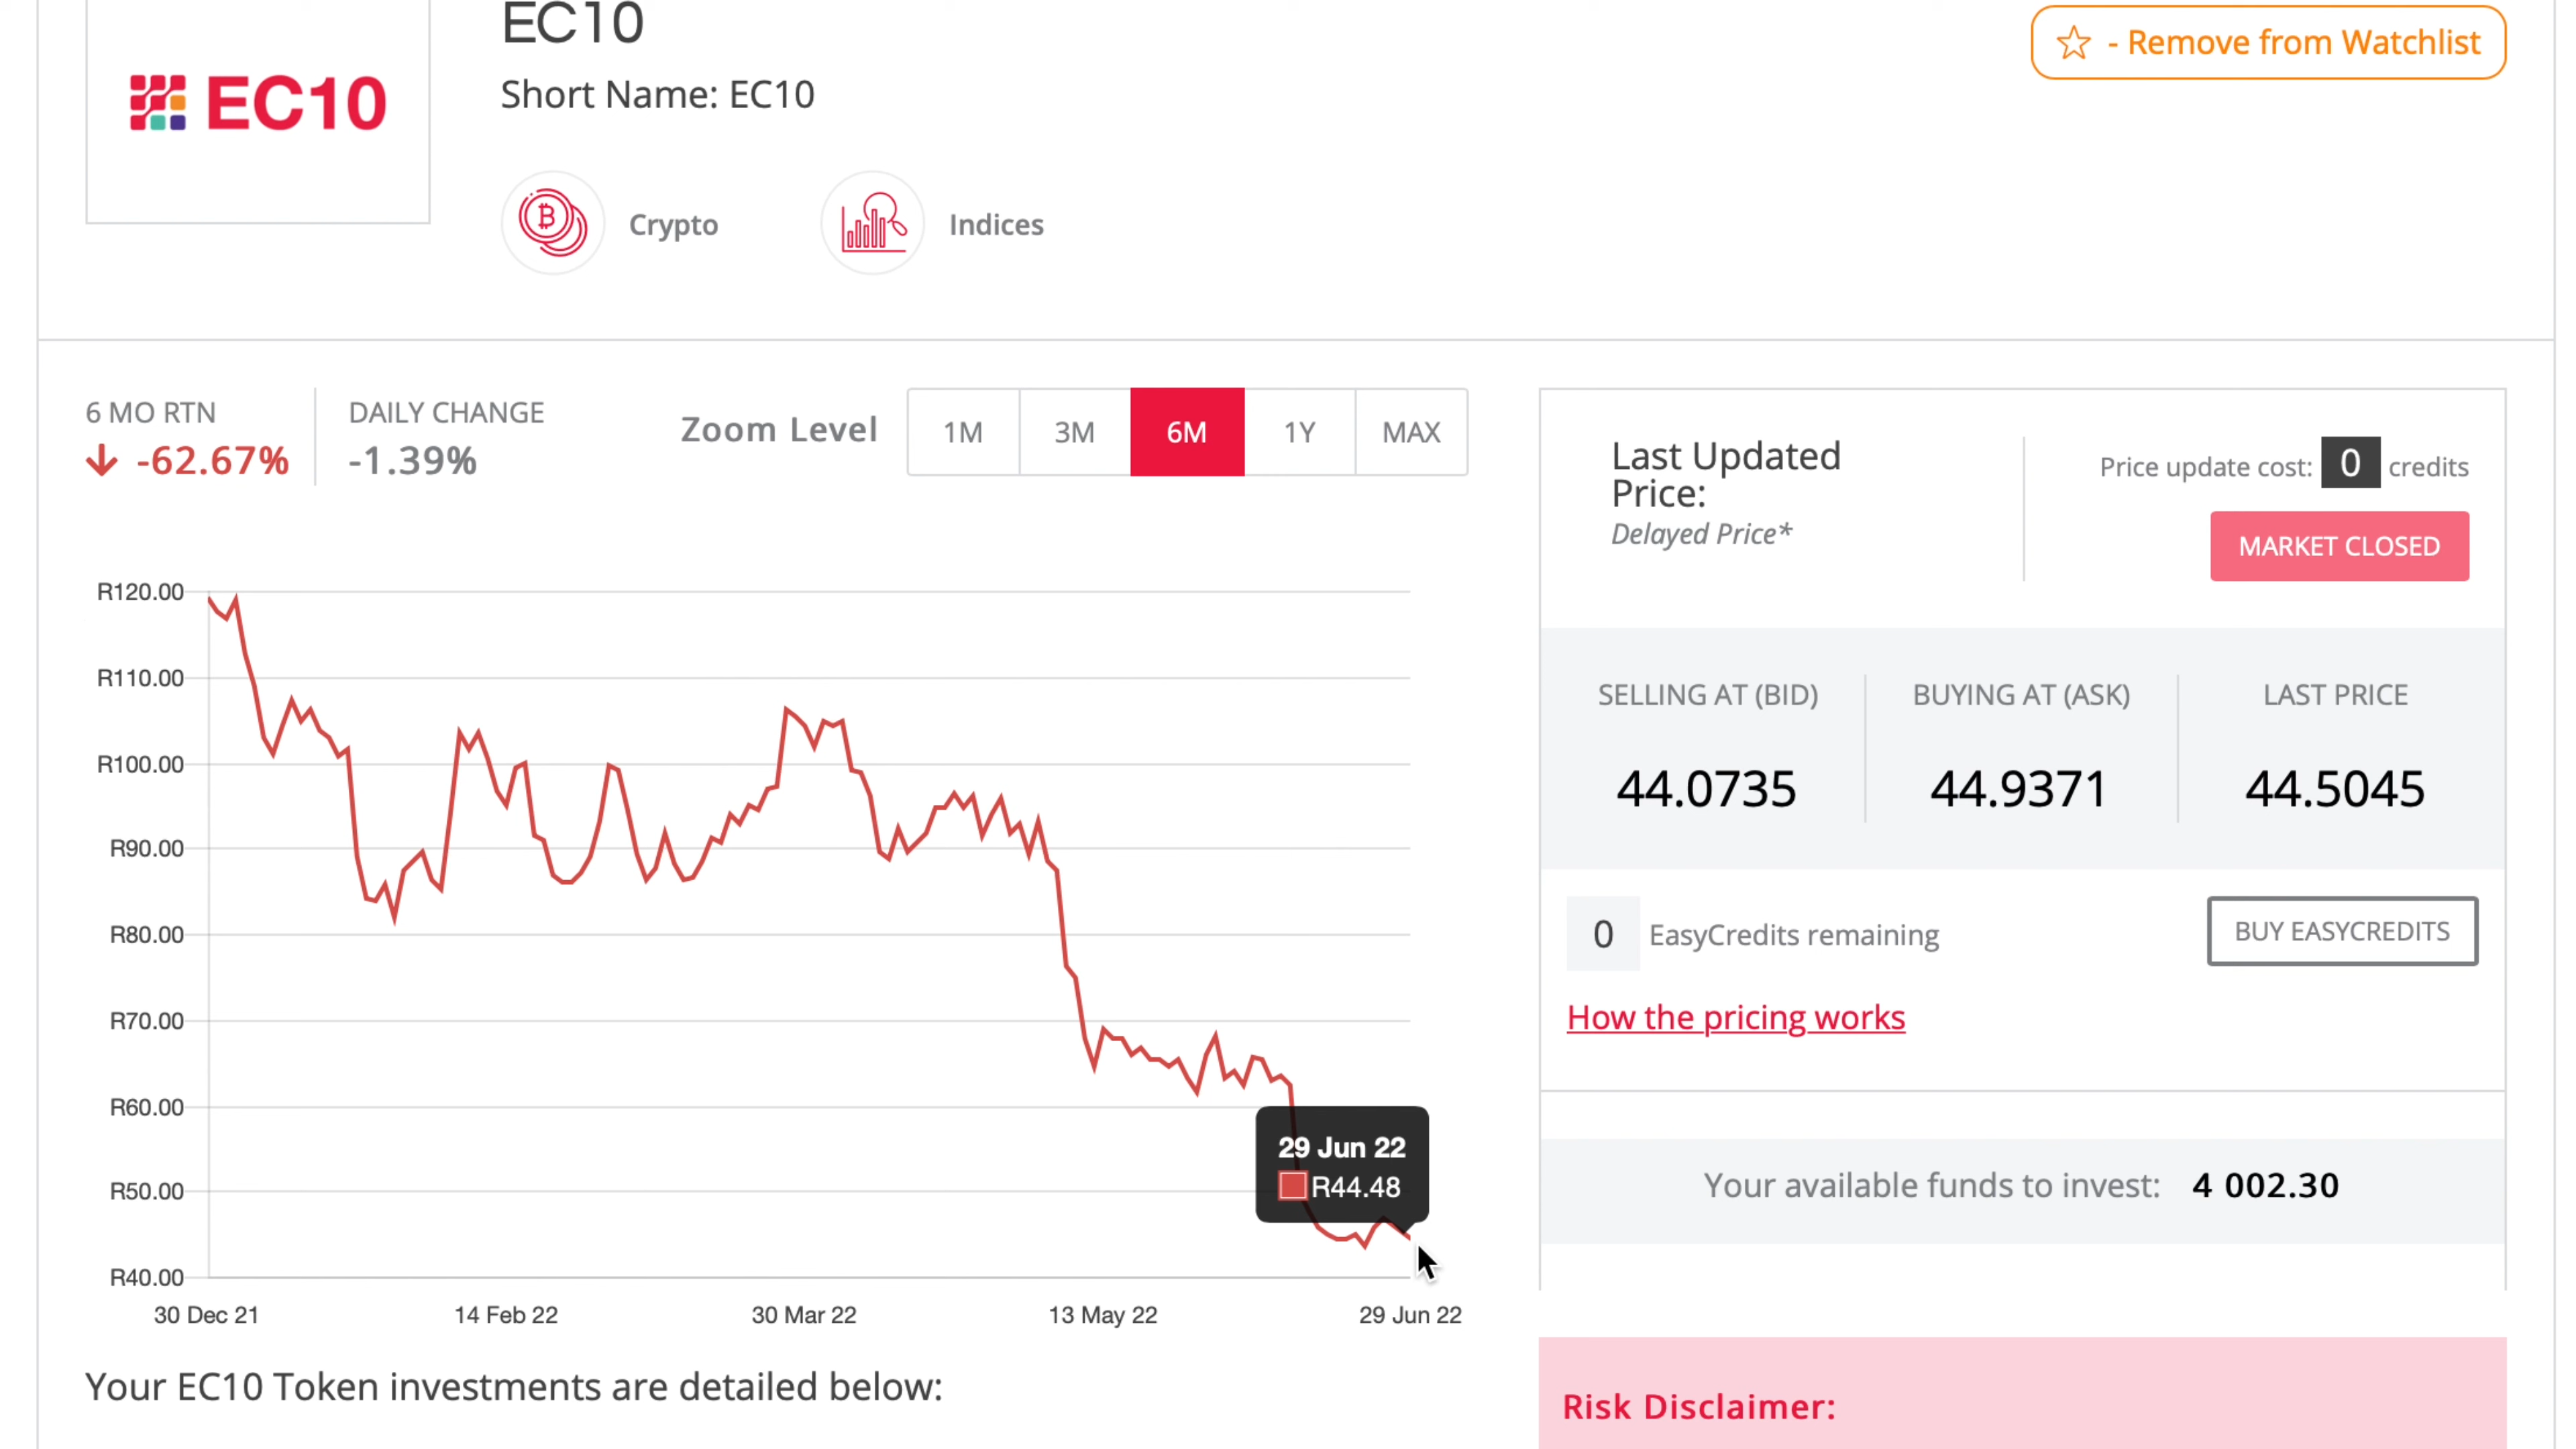 EC10
EC10
Short Name: EC10
- Remove from Watchlist
Crypto
Indices
6 MO RTN
-62.67%
DAILY CHANGE
-1.39%
Zoom Level
1M
3M
6M
1Y
MAX
R120.00
R110.00
R100.00
R90.00
R80.00
R70.00
R60.00
R50.00
R40.00
29 Jun 22
R44.48
30 Dec 21
14 Feb 22
30 Mar 22
13 May 22
29 Jun 22
Your EC10 Token investments are detailed below:
Last Updated
Price:
Delayed Price*
Price update cost: 0 credits
MARKET CLOSED
SELLING AT (BID)
44.0735
BUYING AT (ASK)
44.9371
LAST PRICE
44.5045
0 EasyCredits remaining
BUY EASYCREDITS
How the pricing works
Your available funds to invest: 4 002.30
Risk Disclaimer: